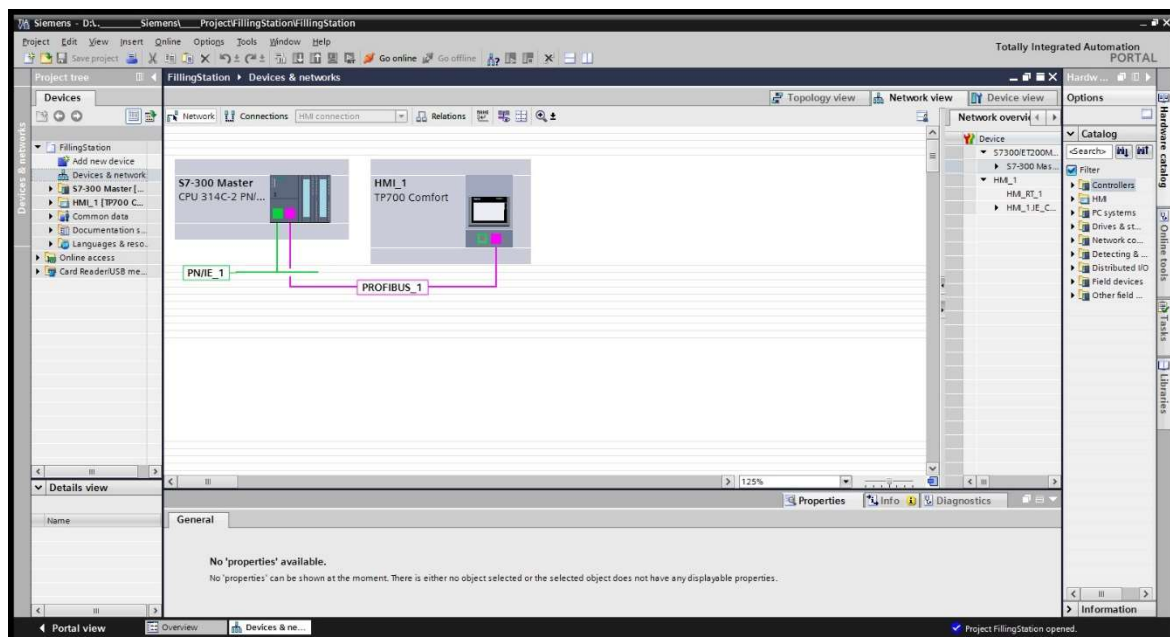 Siemens - D:\.______Siemens\___Project\FillingStation\FillingStation
Project Edit View Insert Online Options Tools Window Help
Totally Integrated Automation
PORTAL
Save project
Go online
Go offline
Project tree
FillingStation ▸ Devices & networks
Hardw...
Devices
Topology view
Network view
Device view
Options
Network
Connections
HMI connection
Relations
Network overvi
Catalog
<Search>
Filter
Controllers
HMI
PC systems
Drives & st...
Network co...
Detecting & ...
Distributed I/O
Field devices
Other field ...
FillingStation
Add new device
Devices & network
S7-300 Master [...
HMI_1 [TP700 C...
Common data
Documentation s...
Languages & reso...
Online access
Card Reader/USB me...
S7-300 Master
CPU 314C-2 PN/...
HMI_1
TP700 Comfort
PN/IE_1
PROFIBUS_1
Device
S7300/ET200M...
S7-300 Mas...
HMI_1
HMI_RT_1
HMI_1.IE_C...
Devices & networks
Hardware catalog
Online tools
Tasks
Libraries
125%
Details view
Name
Properties
Info
Diagnostics
General
No 'properties' available.
No 'properties' can be shown at the moment. There is either no object selected or the selected object does not have any displayable properties.
Information
Portal view
Overview
Devices & ne...
Project FillingStation opened.